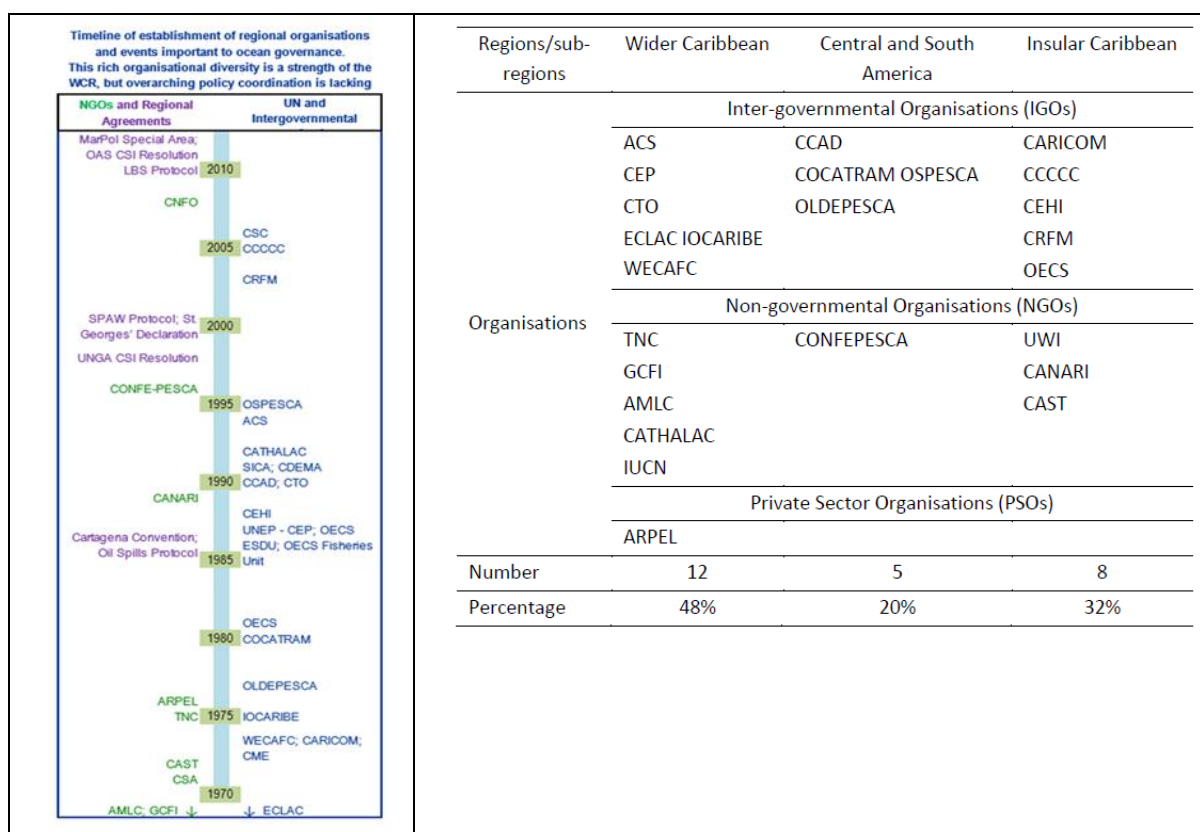 Timeline of establishment of regional organisations
and events important to ocean governance.
This rich organisational diversity is a strength of the
WCR, but overarching policy coordination is lacking
NGOs and Regional
Agreements
UN and
Intergovernmental
MarPol Special Area;
OAS CSI Resolution
LBS Protocol
2010
CNFO
CSC
2005
CCCCC
CRFM
SPAW Protocol; St.
Georges' Declaration
2000
UNGA CSI Resolution
CONFE-PESCA
1995
OSPESCA
ACS
CATHALAC
SICA; CDEMA
1990
CCAD; CTO
CANARI
CEHI
UNEP - CEP; OECS
ESDU; OECS Fisheries
Unit
Cartagena Convention;
Oil Spills Protocol
1985
OECS
1980
COCATRAM
OLDEPESCA
ARPEL
TNC
1975
IOCARIBE
WECAFC; CARICOM;
CME
CAST
CSA
1970
AMLC; GCFI ↓
↓ ECLAC
Regions/sub-
regions
Wider Caribbean
Central and South
America
Insular Caribbean
Organisations
Inter-governmental Organisations (IGOs)
ACS CCAD CARICOM
CEP COCATRAM OSPESCA CCCCC
CTO OLDEPESCA CEHI
ECLAC IOCARIBE CRFM
WECAFC OECS
Non-governmental Organisations (NGOs)
TNC CONFEPESCA UWI
GCFI CANARI
AMLC CAST
CATHALAC
IUCN
Private Sector Organisations (PSOs)
ARPEL
Number 12 5 8
Percentage 48% 20% 32%